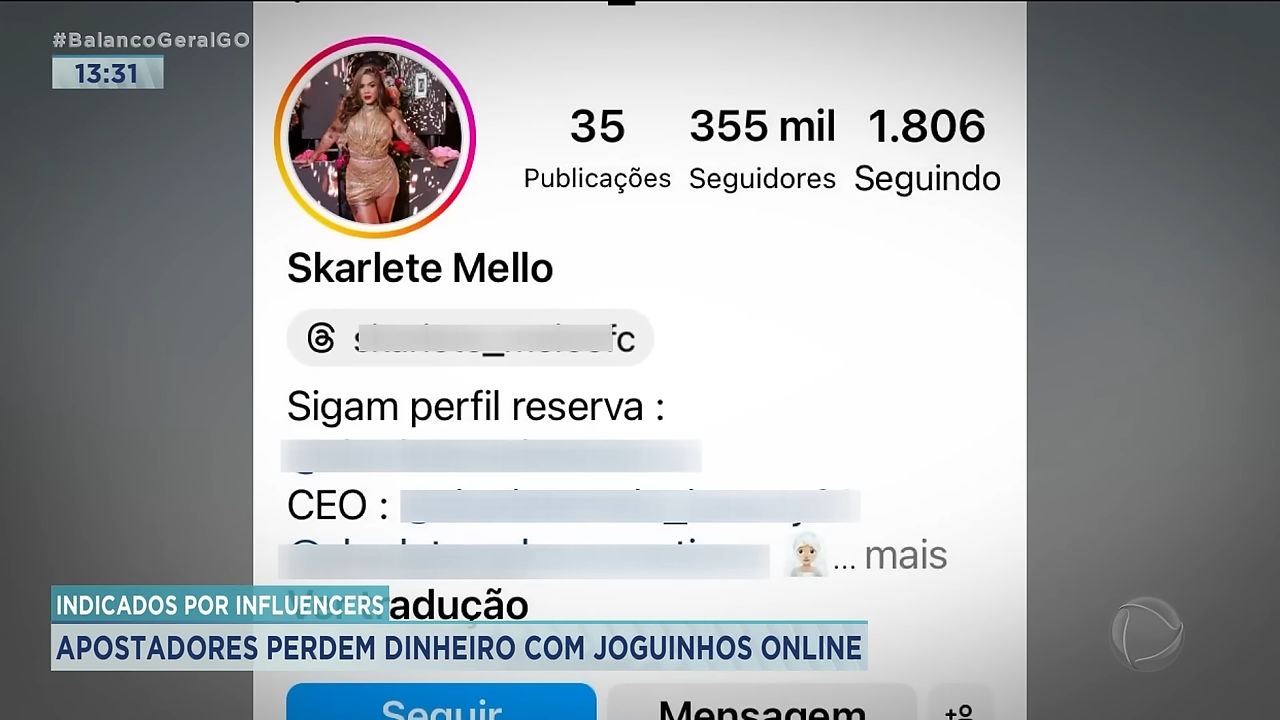 #BalancoGeralGO
13:31
35 355 mil 1.806
Publicações Seguidores Seguindo
Skarlete Mello
Sigam perfil reserva :
CEO :
... mais
tradução
INDICADOS POR INFLUENCERS
APOSTADORES PERDEM DINHEIRO COM JOGUINHOS ONLINE
Seguir Mensagem